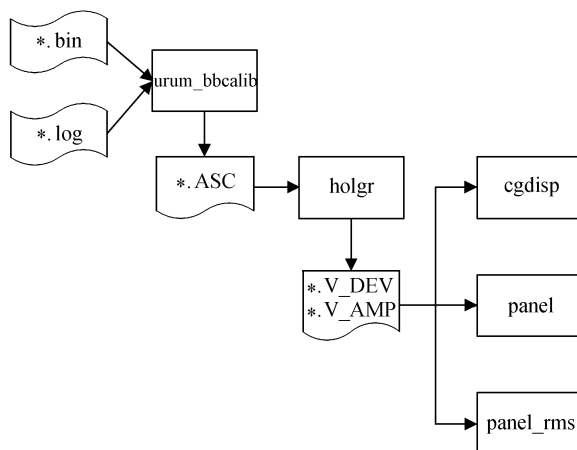 *.bin
urum_bbcalib
*.log
*.ASC
holgr
cgdisp
*.V_DEV
*.V_AMP
panel
panel_rms